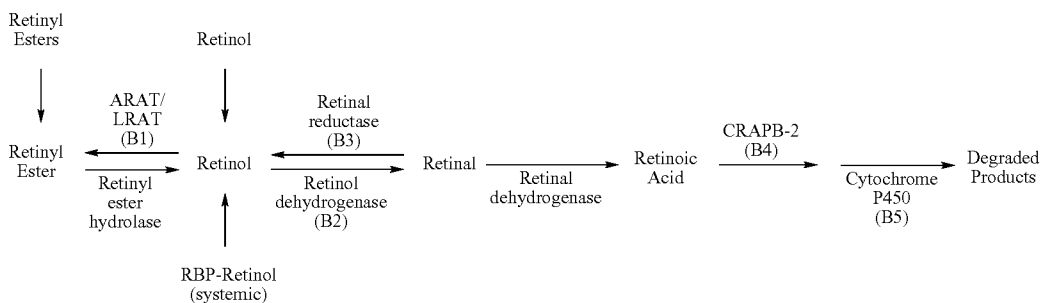 Retinyl
Esters
Retinol
ARAT/
LRAT
(B1)
Retinal
reductase
(B3)
CRAPB-2
(B4)
Retinyl
Ester
Retinol
Retinal
Retinoic
Acid
Degraded
Products
Retinyl
ester
hydrolase
Retinol
dehydrogenase
(B2)
Retinal
dehydrogenase
Cytochrome
P450
(B5)
RBP-Retinol
(systemic)